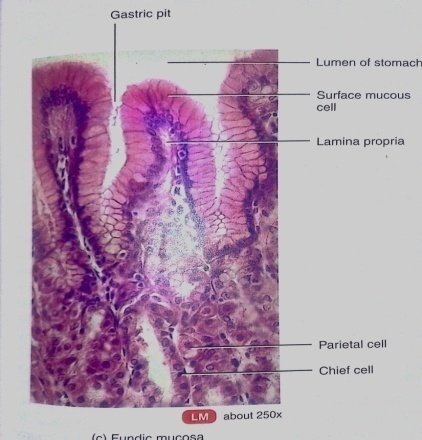 Gastric pit
Lumen of stomach
Surface mucous
cell
Lamina propria
Parietal cell
Chief cell
LM about 250x
(c) Fundic mucosa